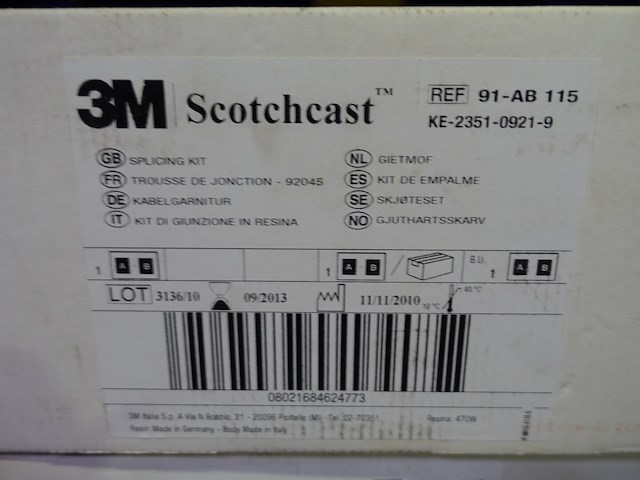 3M Scotchcast™ REF 91-AB 115
KE-2351-0921-9
GB SPLICING KIT
FR TROUSSE DE JONCTION - 92045
DE KABELGARNITUR
IT KIT DI GIUNZIONE IN RESINA
NL GIETMOF
ES KIT DE EMPALME
SE SKJØTESET
NO GJUTHARTSSKARV
1 A B 1 A B / B.U. 1 A B
LOT 3136/10 09/2013 11/11/2010 10 °C 40 °C
08021684624773
3M Italia S.p. A Via N.Bobbio, 21 - 20096 Pioltello (MI) -Tel. 02-70351 Resina: 470W
Resin Made in Germany - Body Made in Italy